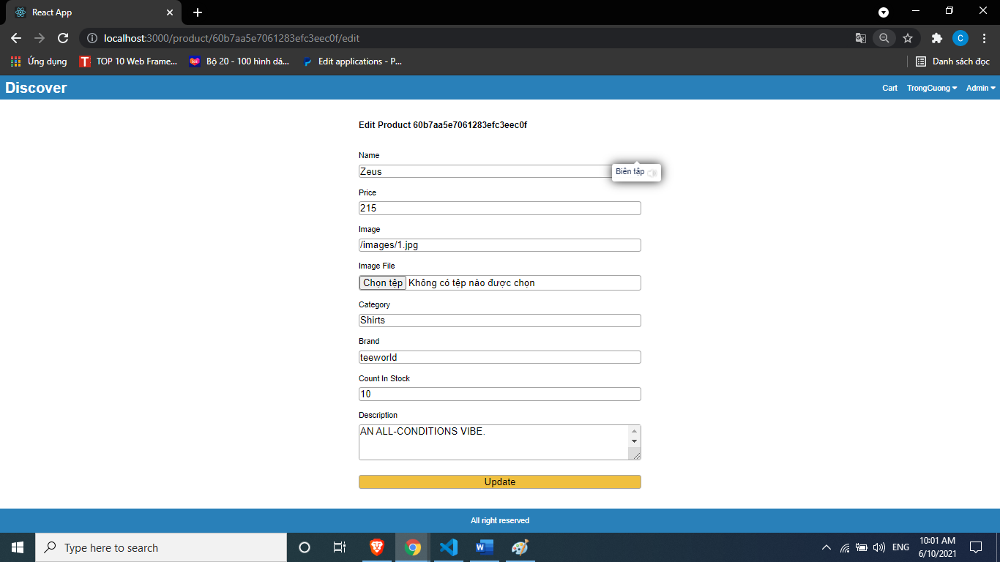 React App
localhost:3000/product/60b7aa5e7061283efc3eec0f/edit
C
Ứng dụng
T TOP 10 Web Frame...
Bộ 20 - 100 hình dá...
Edit applications - P...
Danh sách đọc
Discover
Cart TrongCuong Admin
Edit Product 60b7aa5e7061283efc3eec0f
Name
Zeus
Biên tập
Price
215
Image
/images/1.jpg
Image File
Chọn tệp Không có tệp nào được chọn
Category
Shirts
Brand
teeworld
Count In Stock
10
Description
AN ALL-CONDITIONS VIBE.
Update
All right reserved
Type here to search
W
ENG
10:01 AM
6/10/2021